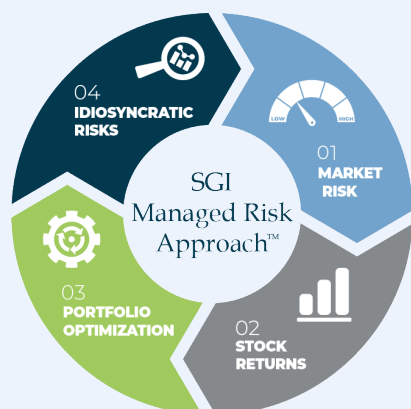 SGI
Managed Risk
Approach™
LOW
HIGH
01
MARKET
RISK
02
STOCK
RETURNS
03
PORTFOLIO
OPTIMIZATION
04
IDIOSYNCRATIC
RISKS